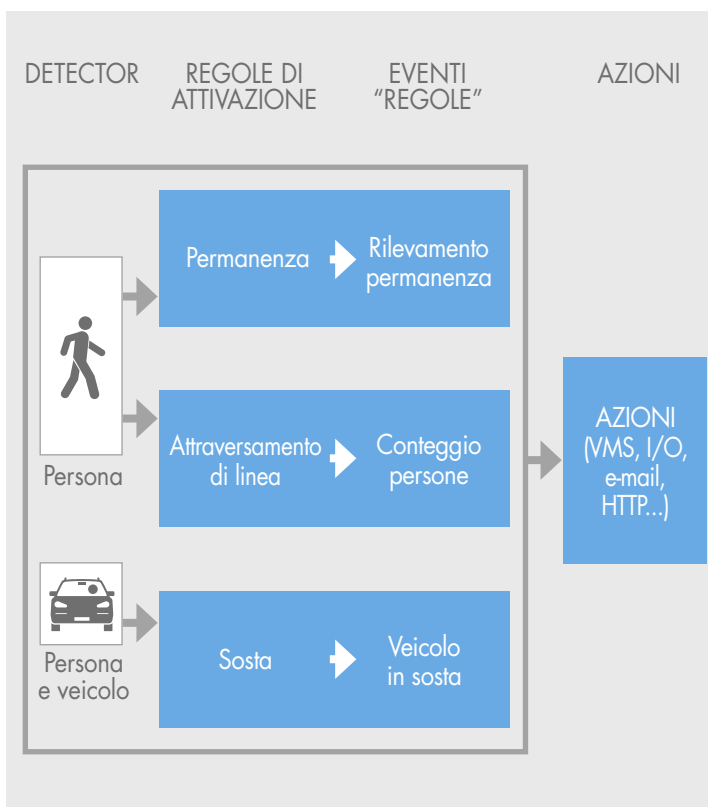 DETECTOR
REGOLE DI
ATTIVAZIONE
EVENTI
“REGOLE”
AZIONI
Permanenza
Rilevamento
permanenza
Persona
Attraversamento
di linea
Conteggio
persone
AZIONI
(VMS, I/O,
e-mail,
HTTP...)
Persona
e veicolo
Sosta
Veicolo
in sosta